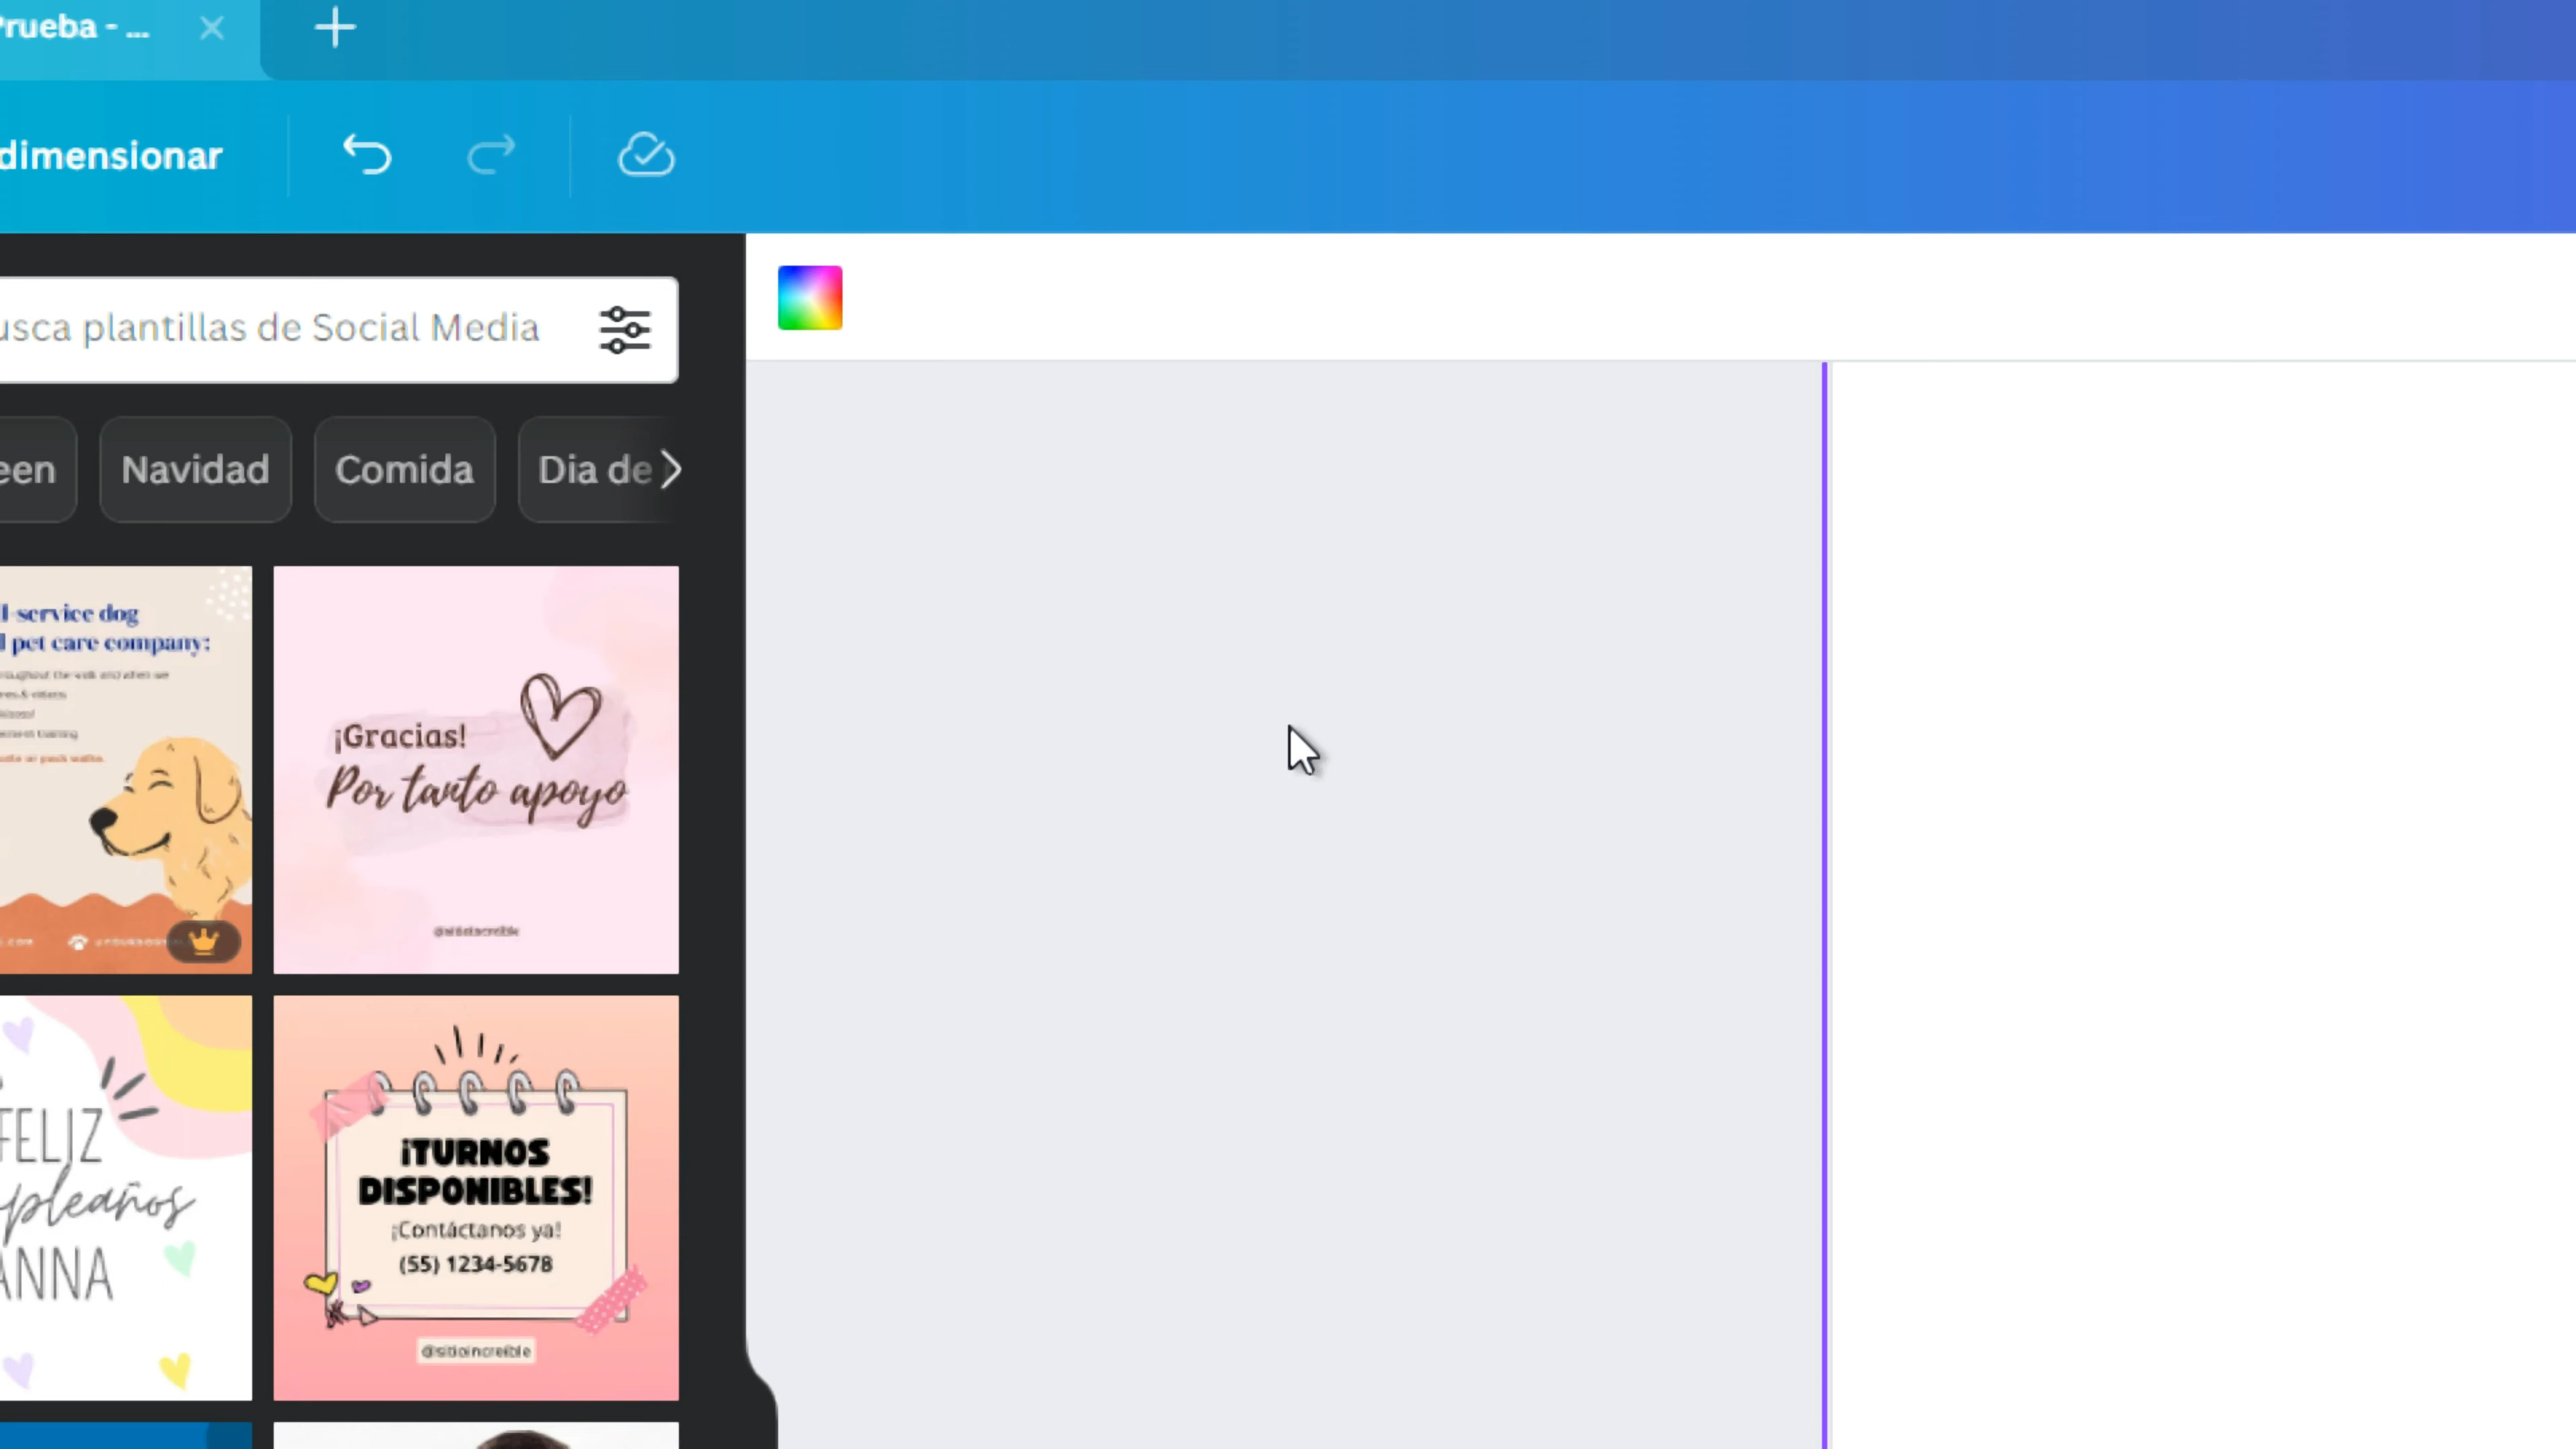 Prueba - ...
dimensionar
usca plantillas de Social Media
een
Navidad
Comida
Dia de
l-service dog
l pet care company:
¡Gracias!
Por tanto apoyo
FELIZ
pleaños
ANNA
¡TURNOS
DISPONIBLES!
¡Contáctanos ya!
(55) 1234-5678
@sitioincreible